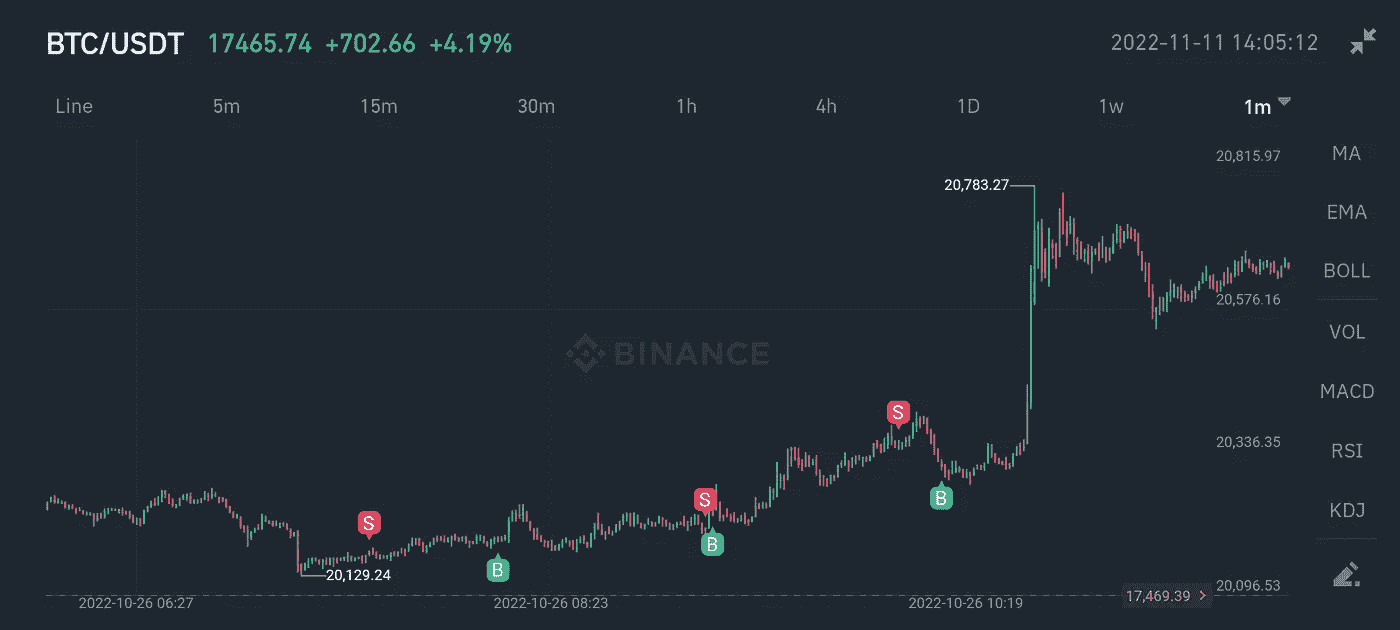 BTC/USDT 17465.74 +702.66 +4.19% 2022-11-11 14:05:12
Line 5m 15m 30m 1h 4h 1D 1w 1m
20,815.97 MA
20,783.27
EMA
BOLL
20,576.16
VOL
BINANCE
MACD
S
20,336.35
RSI
S B
KDJ
S
B
B
20,129.24
20,096.53
17,469.39
2022-10-26 06:27 2022-10-26 08:23 2022-10-26 10:19